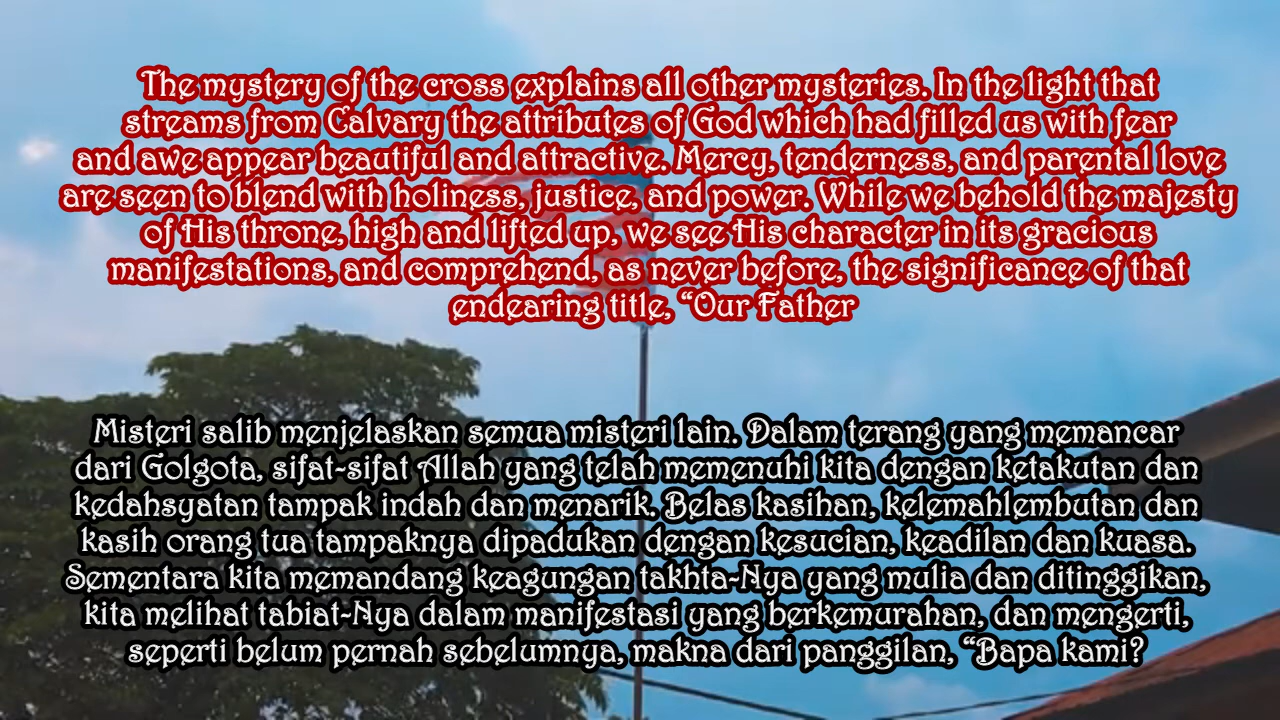 The mystery of the cross explains all other mysteries. In the light that
streams from Calvary the attributes of God which had filled us with fear
and awe appear beautiful and attractive. Mercy, tenderness, and parental love
are seen to blend with holiness, justice, and power. While we behold the majesty
of His throne, high and lifted up, we see His character in its gracious
manifestations, and comprehend, as never before, the significance of that
endearing title, “Our Father
Misteri salib menjelaskan semua misteri lain. Dalam terang yang memancar
dari Golgota, sifat-sifat Allah yang telah memenuhi kita dengan ketakutan dan
kedahsyatan tampak indah dan menarik. Belas kasihan, kelemahlembutan dan
kasih orang tua tampaknya dipadukan dengan kesucian, keadilan dan kuasa.
Sementara kita memandang keagungan takhta-Nya yang mulia dan ditinggikan,
kita melihat tabiat-Nya dalam manifestasi yang berkemurahan, dan mengerti,
seperti belum pernah sebelumnya, makna dari panggilan, “Bapa kami?